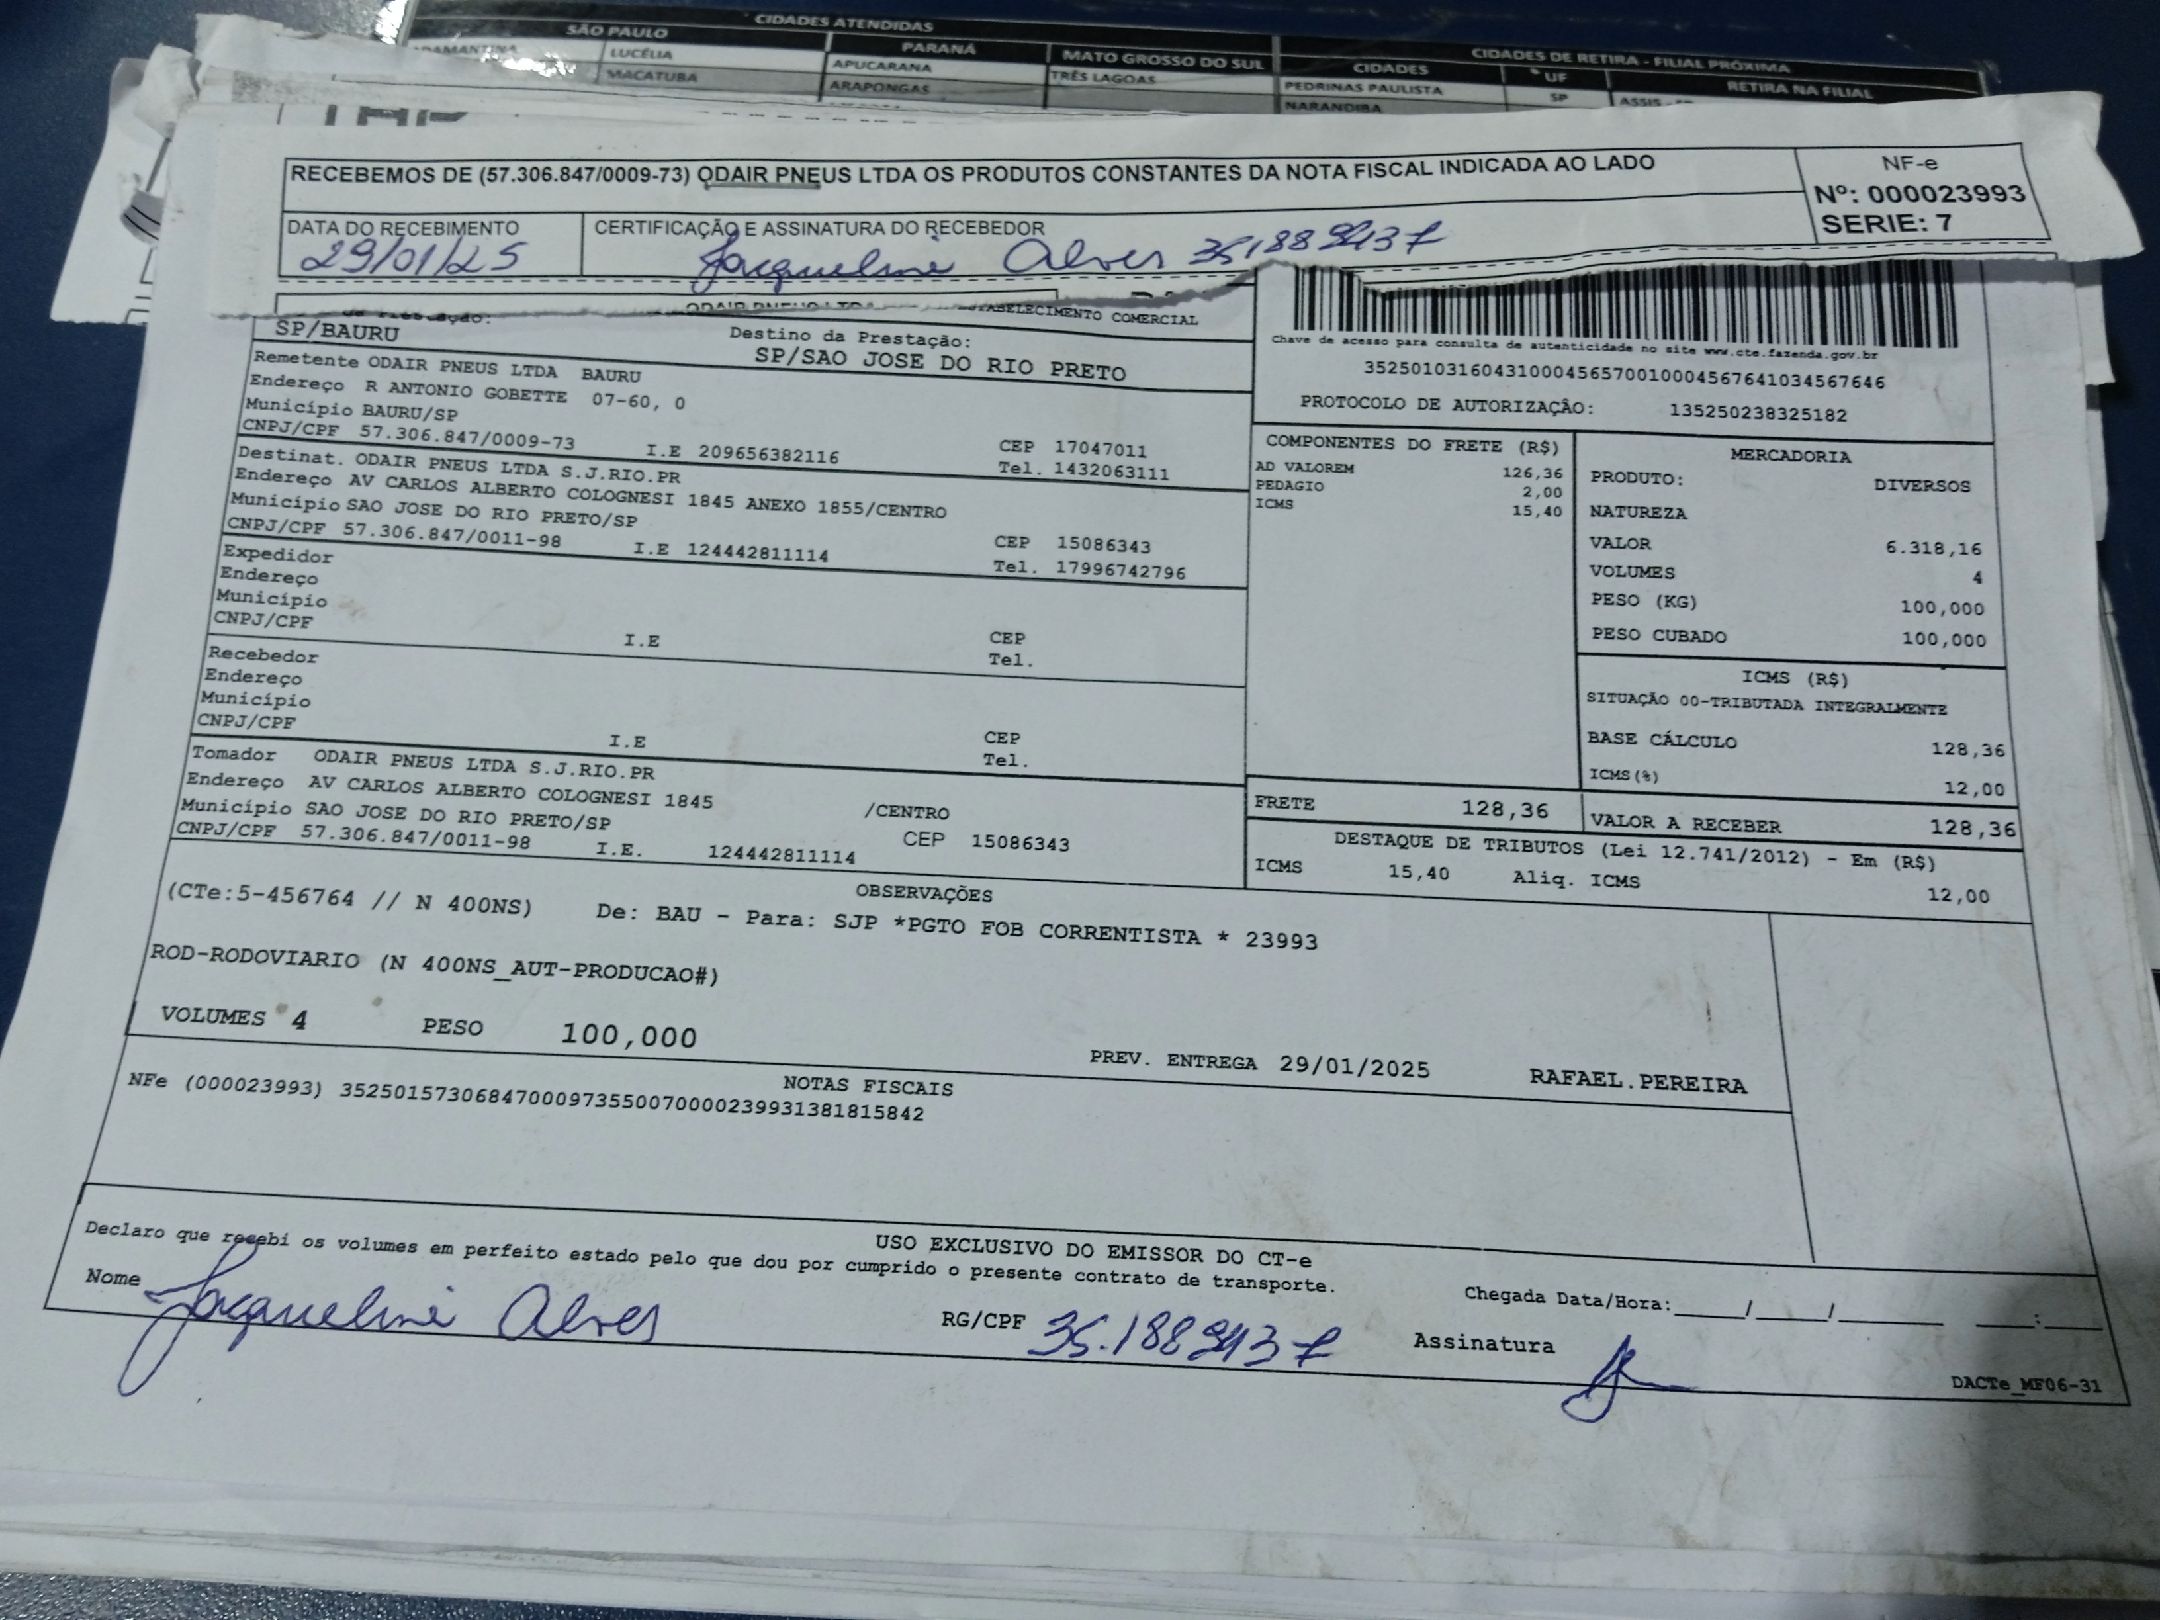 CIDADES ATENDIDAS
SÃO PAULO
PARANÁ
MATO GROSSO DO SUL
CIDADES DE RETIRA - FILIAL PRÓXIMA
CIDADES
UF
RETIRA NA FILIAL
LUCÉLIA
APUCARANA
TRÊS LAGOAS
PEDRINAS PAULISTA
SP
ASSIS
MACATUBA
ARAPONGAS
NARANDIBA
RECEBEMOS DE (57.306.847/0009-73) ODAIR PNEUS LTDA OS PRODUTOS CONSTANTES DA NOTA FISCAL INDICADA AO LADO
NF-e
Nº: 000023993
SERIE: 7
DATA DO RECEBIMENTO
29/01/25
CERTIFICAÇÃO E ASSINATURA DO RECEBEDOR
Jacqueline Alves
ODAIR PNEUS LTDA
COMERCIAL
SP/BAURU
Destino da Prestação:
SP/SAO JOSE DO RIO PRETO
Remetente ODAIR PNEUS LTDA BAURU
Endereço R ANTONIO GOBETTE 07-60, 0
Município BAURU/SP
CEP 17047011
CNPJ/CPF 57.306.847/0009-73 I.E 209656382116
Tel. 1432063111
Destinat. ODAIR PNEUS LTDA S.J.RIO.PR
Endereço AV CARLOS ALBERTO COLOGNESI 1845 ANEXO 1855/CENTRO
Município SAO JOSE DO RIO PRETO/SP
CEP 15086343
CNPJ/CPF 57.306.847/0011-98 I.E 124442811114
Tel. 17996742796
Expedidor
Endereço
Município
CNPJ/CPF
I.E
CEP
Tel.
Recebedor
Endereço
Município
CNPJ/CPF
I.E
CEP
Tel.
Tomador ODAIR PNEUS LTDA S.J.RIO.PR
Endereço AV CARLOS ALBERTO COLOGNESI 1845 /CENTRO
Município SAO JOSE DO RIO PRETO/SP
CEP 15086343
CNPJ/CPF 57.306.847/0011-98 I.E. 124442811114
Chave de acesso para consulta de autenticidade no site www.cte.fazenda.gov.br
35250103160431000456570010004567641034567646
PROTOCOLO DE AUTORIZAÇÂO: 135250238325182
COMPONENTES DO FRETE (R$)
AD VALOREM 126,36
PEDAGIO 2,00
ICMS 15,40
MERCADORIA
PRODUTO: DIVERSOS
NATUREZA
VALOR 6.318,16
VOLUMES 4
PESO (KG) 100,000
PESO CUBADO 100,000
ICMS (R$)
SITUAÇÃO 00-TRIBUTADA INTEGRALMENTE
BASE CÁLCULO 128,36
ICMS(%) 12,00
FRETE 128,36
VALOR A RECEBER 128,36
DESTAQUE DE TRIBUTOS (Lei 12.741/2012) - Em (R$)
ICMS 15,40 Aliq. ICMS 12,00
OBSERVAÇÕES
(CTe:5-456764 // N 400NS) De: BAU - Para: SJP *PGTO FOB CORRENTISTA * 23993
ROD-RODOVIARIO (N 400NS_AUT-PRODUCAO#)
VOLUMES 4 PESO 100,000
PREV. ENTREGA 29/01/2025 RAFAEL.PEREIRA
NOTAS FISCAIS
NFe (000023993) 35250157306847000973550070000239931381815842
USO EXCLUSIVO DO EMISSOR DO CT-e
Declaro que recebi os volumes em perfeito estado pelo que dou por cumprido o presente contrato de transporte.
Nome Jacqueline Alves
RG/CPF
Chegada Data/Hora:_____/_____/_______ ____:____
Assinatura
DACTe_MF06-31